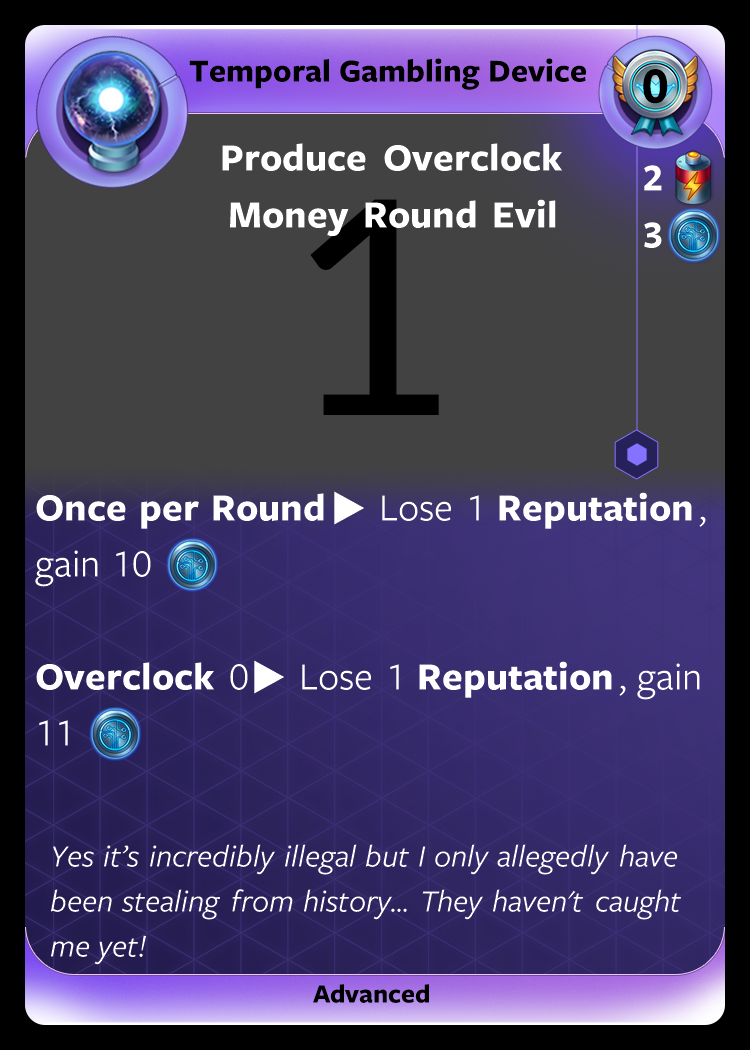 Temporal Gambling Device
0
Produce Overclock
Money Round Evil
2
3
1
Once per Round▶ Lose 1 Reputation,
gain 10
Overclock 0▶ Lose 1 Reputation, gain
11
Yes it's incredibly illegal but I only allegedly have
been stealing from history... They haven't caught
me yet!
Advanced